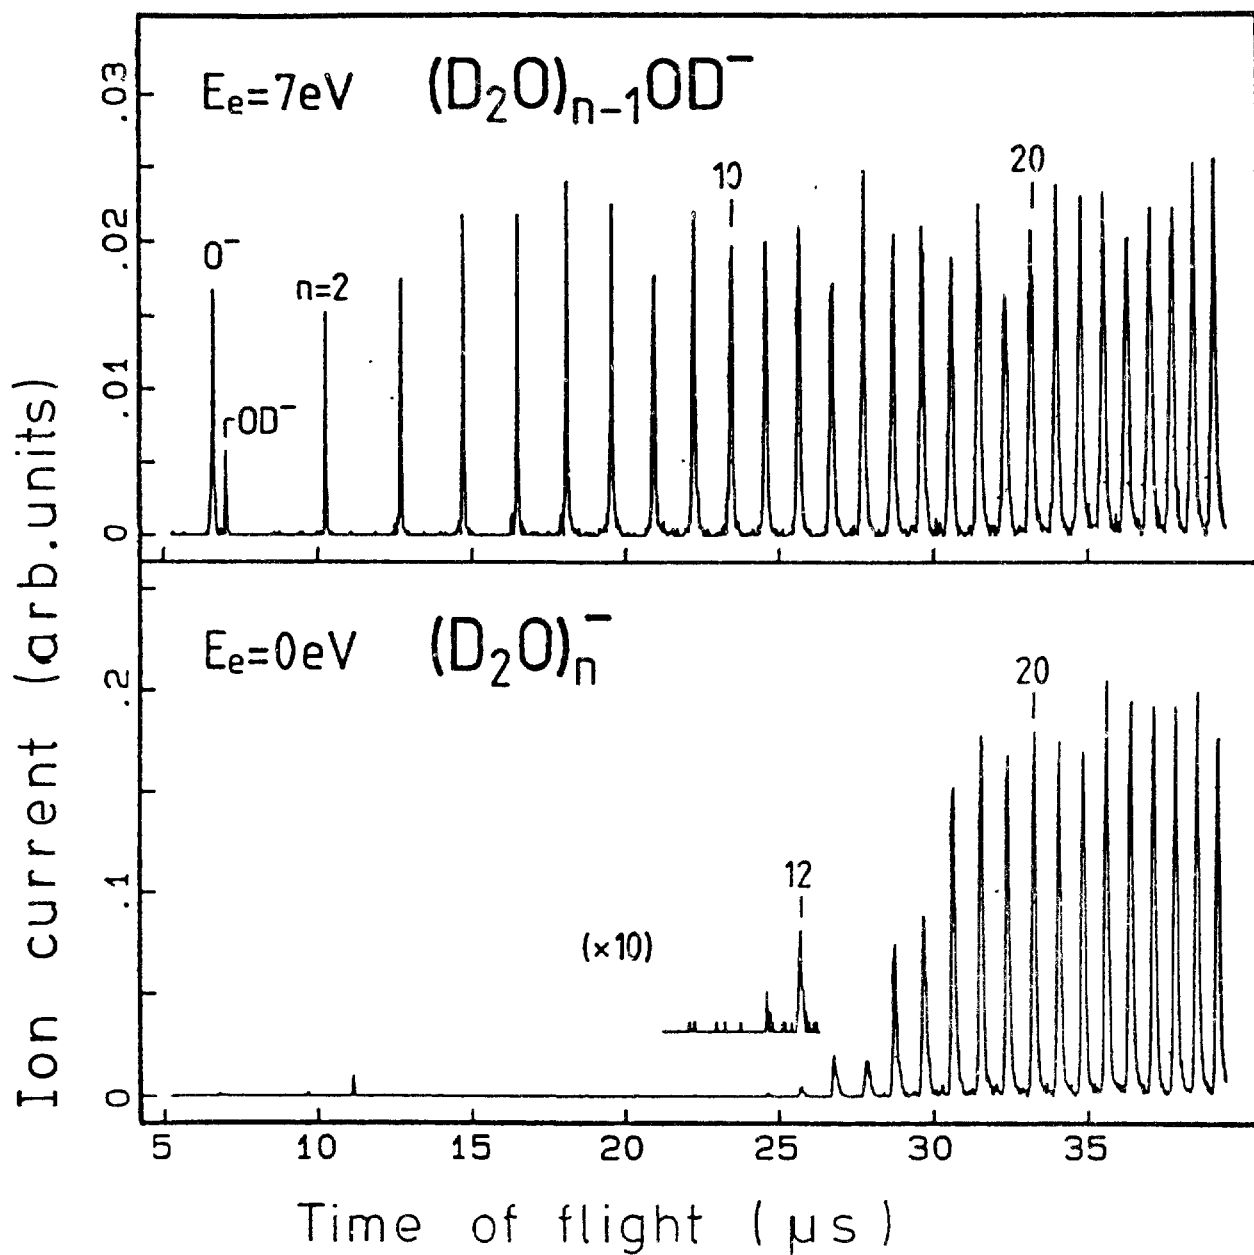 Ion current (arb.units)
.03
.02
.01
0
Eₑ=7eV (D₂O)ₙ₋₁OD⁻
O⁻
rOD⁻
n=2
10
20
.2
.1
0
Eₑ=0eV (D₂O)ₙ⁻
(×10)
12
20
5 10 15 20 25 30 35
Time of flight (μs)